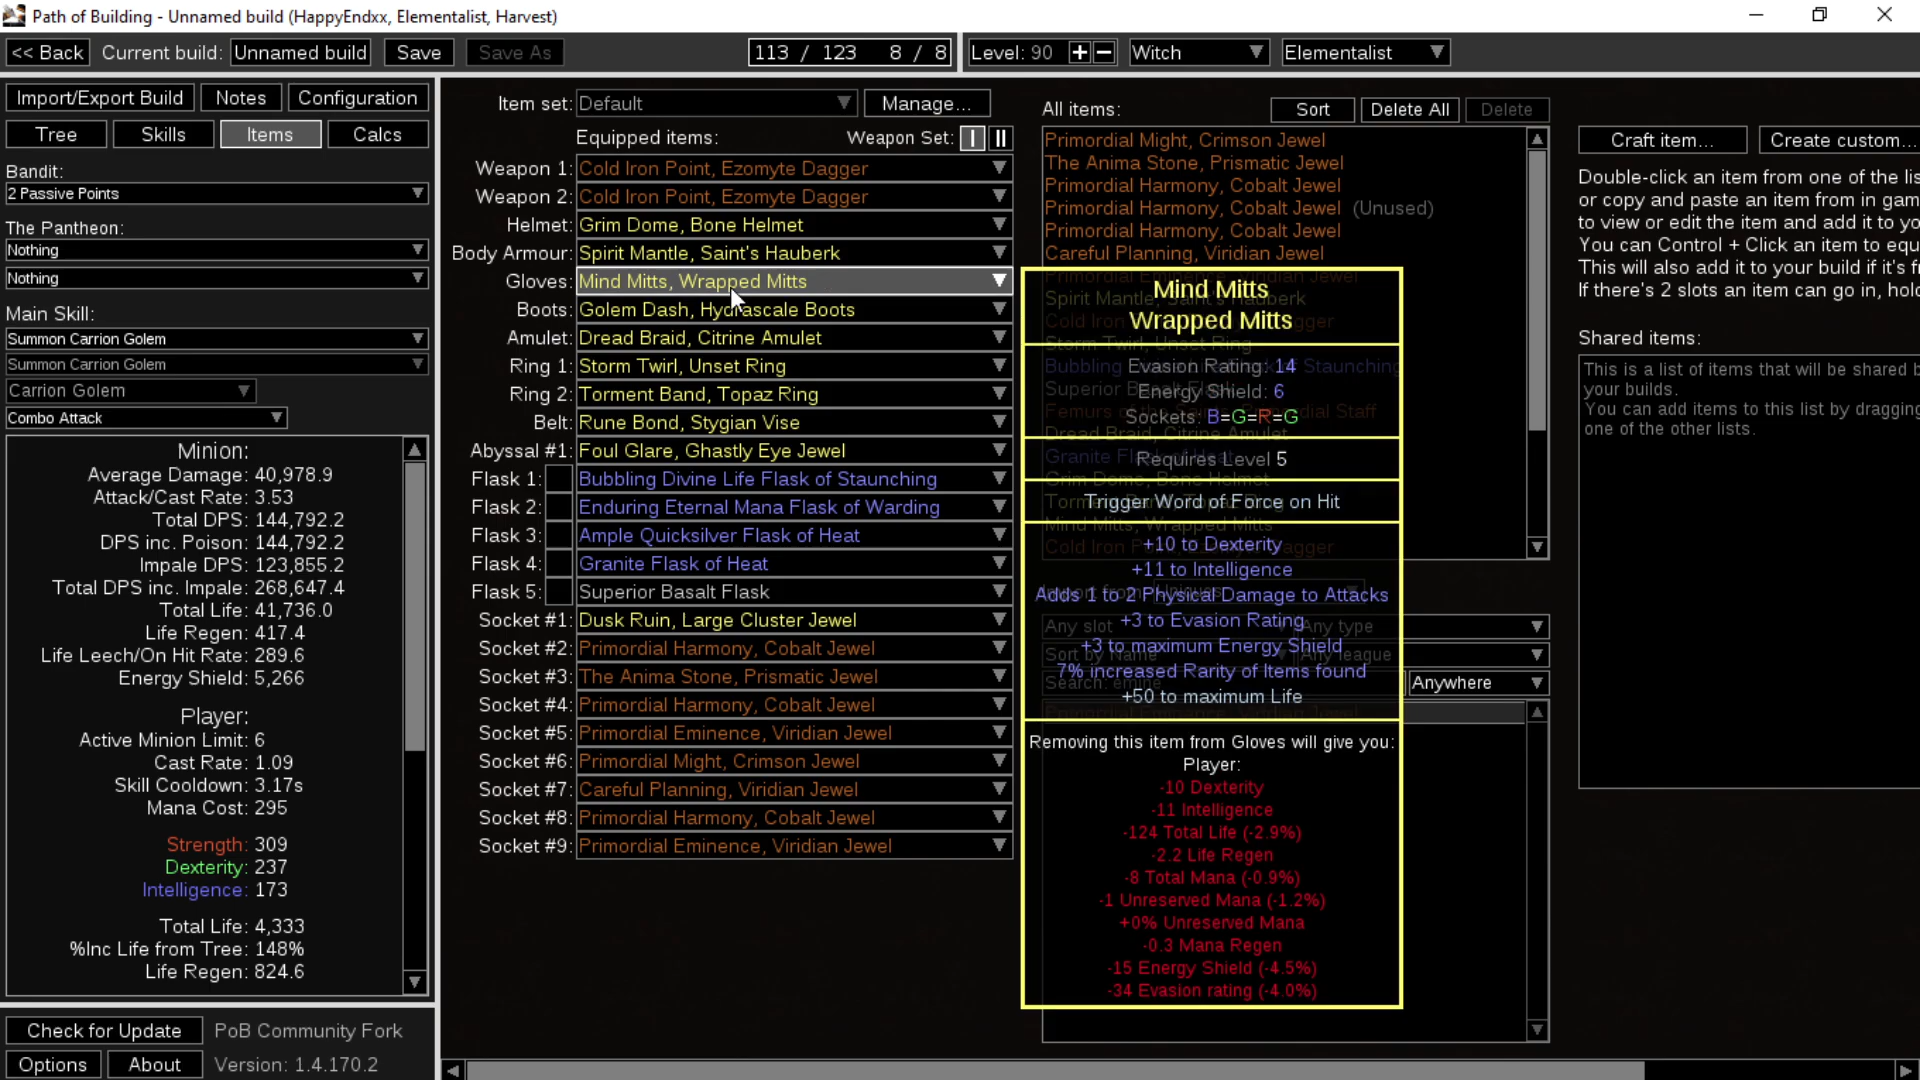 Path of Building - Unnamed build (HappyEndxx, Elementalist, Harvest)
<< Back Current build: Unnamed build Save Save As 113 / 123 8 / 8 Level: 90 + - Witch Elementalist
Import/Export Build Notes Configuration
Tree Skills Items Calcs
Bandit:
2 Passive Points
The Pantheon:
Nothing
Nothing
Main Skill:
Summon Carrion Golem
Summon Carrion Golem
Carrion Golem
Combo Attack
Minion:
Average Damage: 40,978.9
Attack/Cast Rate: 3.53
Total DPS: 144,792.2
DPS inc. Poison: 144,792.2
Impale DPS: 123,855.2
Total DPS inc. Impale: 268,647.4
Total Life: 41,736.0
Life Regen: 417.4
Life Leech/On Hit Rate: 289.6
Energy Shield: 5,266
Player:
Active Minion Limit: 6
Cast Rate: 1.09
Skill Cooldown: 3.17s
Mana Cost: 295
Strength: 309
Dexterity: 237
Intelligence: 173
Total Life: 4,333
%Inc Life from Tree: 148%
Life Regen: 824.6
Check for Update PoB Community Fork
Options About Version: 1.4.170.2
Item set: Default Manage...
Equipped items: Weapon Set: I II
Weapon 1: Cold Iron Point, Ezomyte Dagger
Weapon 2: Cold Iron Point, Ezomyte Dagger
Helmet: Grim Dome, Bone Helmet
Body Armour: Spirit Mantle, Saint's Hauberk
Gloves: Mind Mitts, Wrapped Mitts
Boots: Golem Dash, Hydrascale Boots
Amulet: Dread Braid, Citrine Amulet
Ring 1: Storm Twirl, Unset Ring
Ring 2: Torment Band, Topaz Ring
Belt: Rune Bond, Stygian Vise
Abyssal #1: Foul Glare, Ghastly Eye Jewel
Flask 1: Bubbling Divine Life Flask of Staunching
Flask 2: Enduring Eternal Mana Flask of Warding
Flask 3: Ample Quicksilver Flask of Heat
Flask 4: Granite Flask of Heat
Flask 5: Superior Basalt Flask
Socket #1: Dusk Ruin, Large Cluster Jewel
Socket #2: Primordial Harmony, Cobalt Jewel
Socket #3: The Anima Stone, Prismatic Jewel
Socket #4: Primordial Harmony, Cobalt Jewel
Socket #5: Primordial Eminence, Viridian Jewel
Socket #6: Primordial Might, Crimson Jewel
Socket #7: Careful Planning, Viridian Jewel
Socket #8: Primordial Harmony, Cobalt Jewel
Socket #9: Primordial Eminence, Viridian Jewel
All items: Sort Delete All Delete
Primordial Might, Crimson Jewel
The Anima Stone, Prismatic Jewel
Primordial Harmony, Cobalt Jewel
Primordial Harmony, Cobalt Jewel (Unused)
Primordial Harmony, Cobalt Jewel
Careful Planning, Viridian Jewel
Mind Mitts
Wrapped Mitts
Evasion Rating: 14
Energy Shield: 6
Sockets: B=G=R=G
Requires Level 5
Trigger Word of Force on Hit
+10 to Dexterity
+11 to Intelligence
Adds 1 to 2 Physical Damage to Attacks
+3 to Evasion Rating
+3 to maximum Energy Shield
7% increased Rarity of Items found
+50 to maximum Life
Removing this item from Gloves will give you:
Player:
-10 Dexterity
-11 Intelligence
-124 Total Life (-2.9%)
-2.2 Life Regen
-8 Total Mana (-0.9%)
-1 Unreserved Mana (-1.2%)
+0% Unreserved Mana
-0.3 Mana Regen
-15 Energy Shield (-4.5%)
-34 Evasion rating (-4.0%)
Any slot Any type
Sort by Name Any league
Search: emine Anywhere
Craft item... Create custom...
Double-click an item from one of the lis
or copy and paste an item from in gam
to view or edit the item and add it to yo
You can Control + Click an item to equ
This will also add it to your build if it's fr
If there's 2 slots an item can go in, hold
Shared items:
This is a list of items that will be shared b
your builds.
You can add items to this list by dragging
one of the other lists.